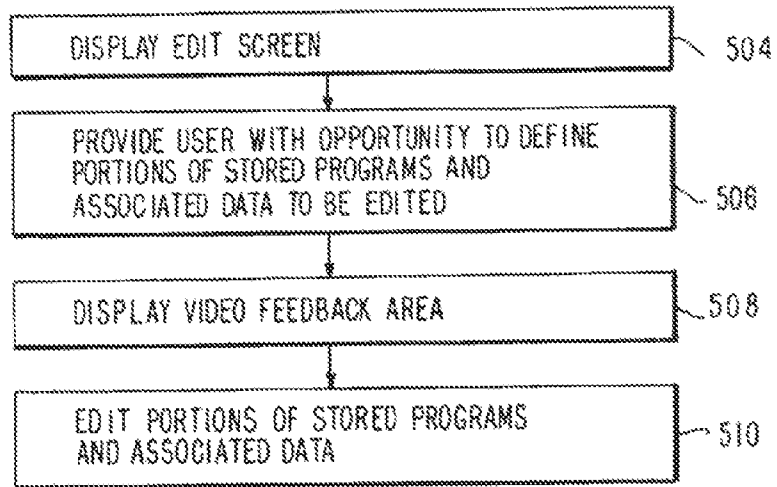 DISPLAY EDIT SCREEN
504
PROVIDE USER WITH OPPORTUNITY TO DEFINE
PORTIONS OF STORED PROGRAMS AND
ASSOCIATED DATA TO BE EDITED
506
DISPLAY VIDEO FEEDBACK AREA
508
EDIT PORTIONS OF STORED PROGRAMS
AND ASSOCIATED DATA
510